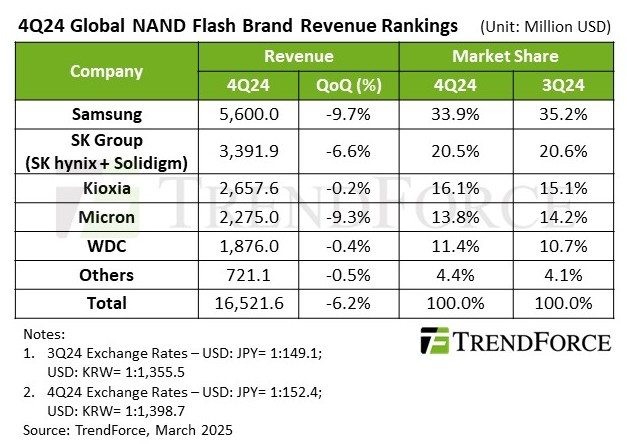 4Q24 Global NAND Flash Brand Revenue Rankings (Unit: Million USD)
Company Revenue Market Share
4Q24 QoQ (%) 4Q24 3Q24
Samsung 5,600.0 -9.7% 33.9% 35.2%
SK Group
(SK hynix + Solidigm) 3,391.9 -6.6% 20.5% 20.6%
Kioxia 2,657.6 -0.2% 16.1% 15.1%
Micron 2,275.0 -9.3% 13.8% 14.2%
WDC 1,876.0 -0.4% 11.4% 10.7%
Others 721.1 -0.5% 4.4% 4.1%
Total 16,521.6 -6.2% 100.0% 100.0%
TRENDFORCE
Notes:
1. 3Q24 Exchange Rates – USD: JPY= 1:149.1;
USD: KRW= 1:1,355.5
2. 4Q24 Exchange Rates – USD: JPY= 1:152.4;
USD: KRW= 1:1,398.7
Source: TrendForce, March 2025
TRENDFORCE